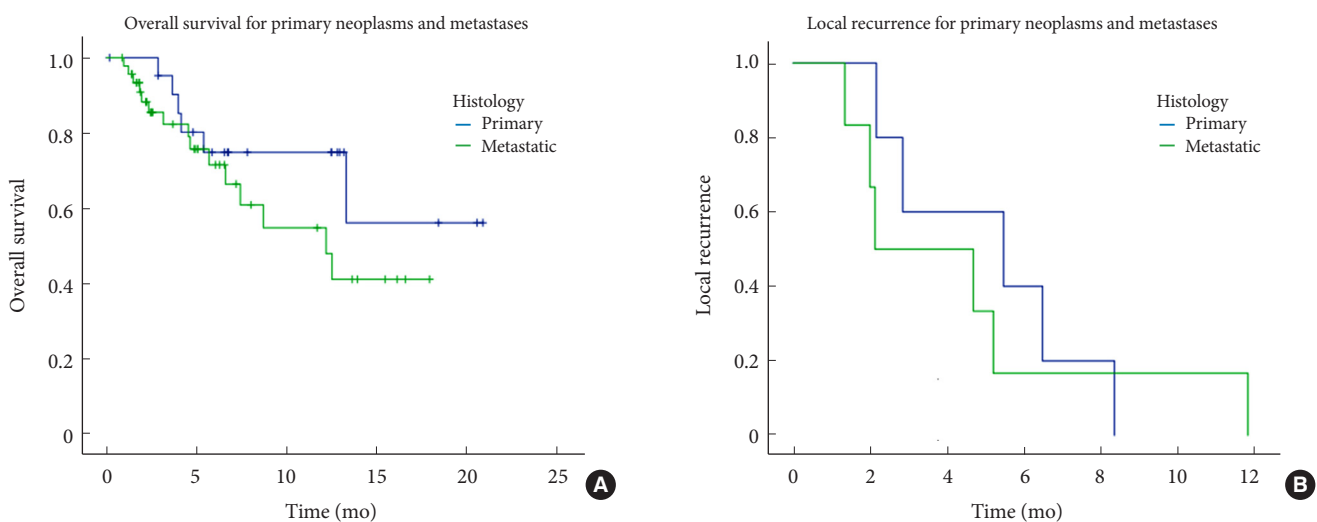 Overall survival for primary neoplasms and metastases
1.0
0.8
0.6
0.4
0.2
0
Overall survival
Histology
Primary
Metastatic
0 5 10 15 20 25
Time (mo)
A
Local recurrence for primary neoplasms and metastases
1.0
0.8
0.6
0.4
0.2
0
Local recurrence
Histology
Primary
Metastatic
0 2 4 6 8 10 12
Time (mo)
B